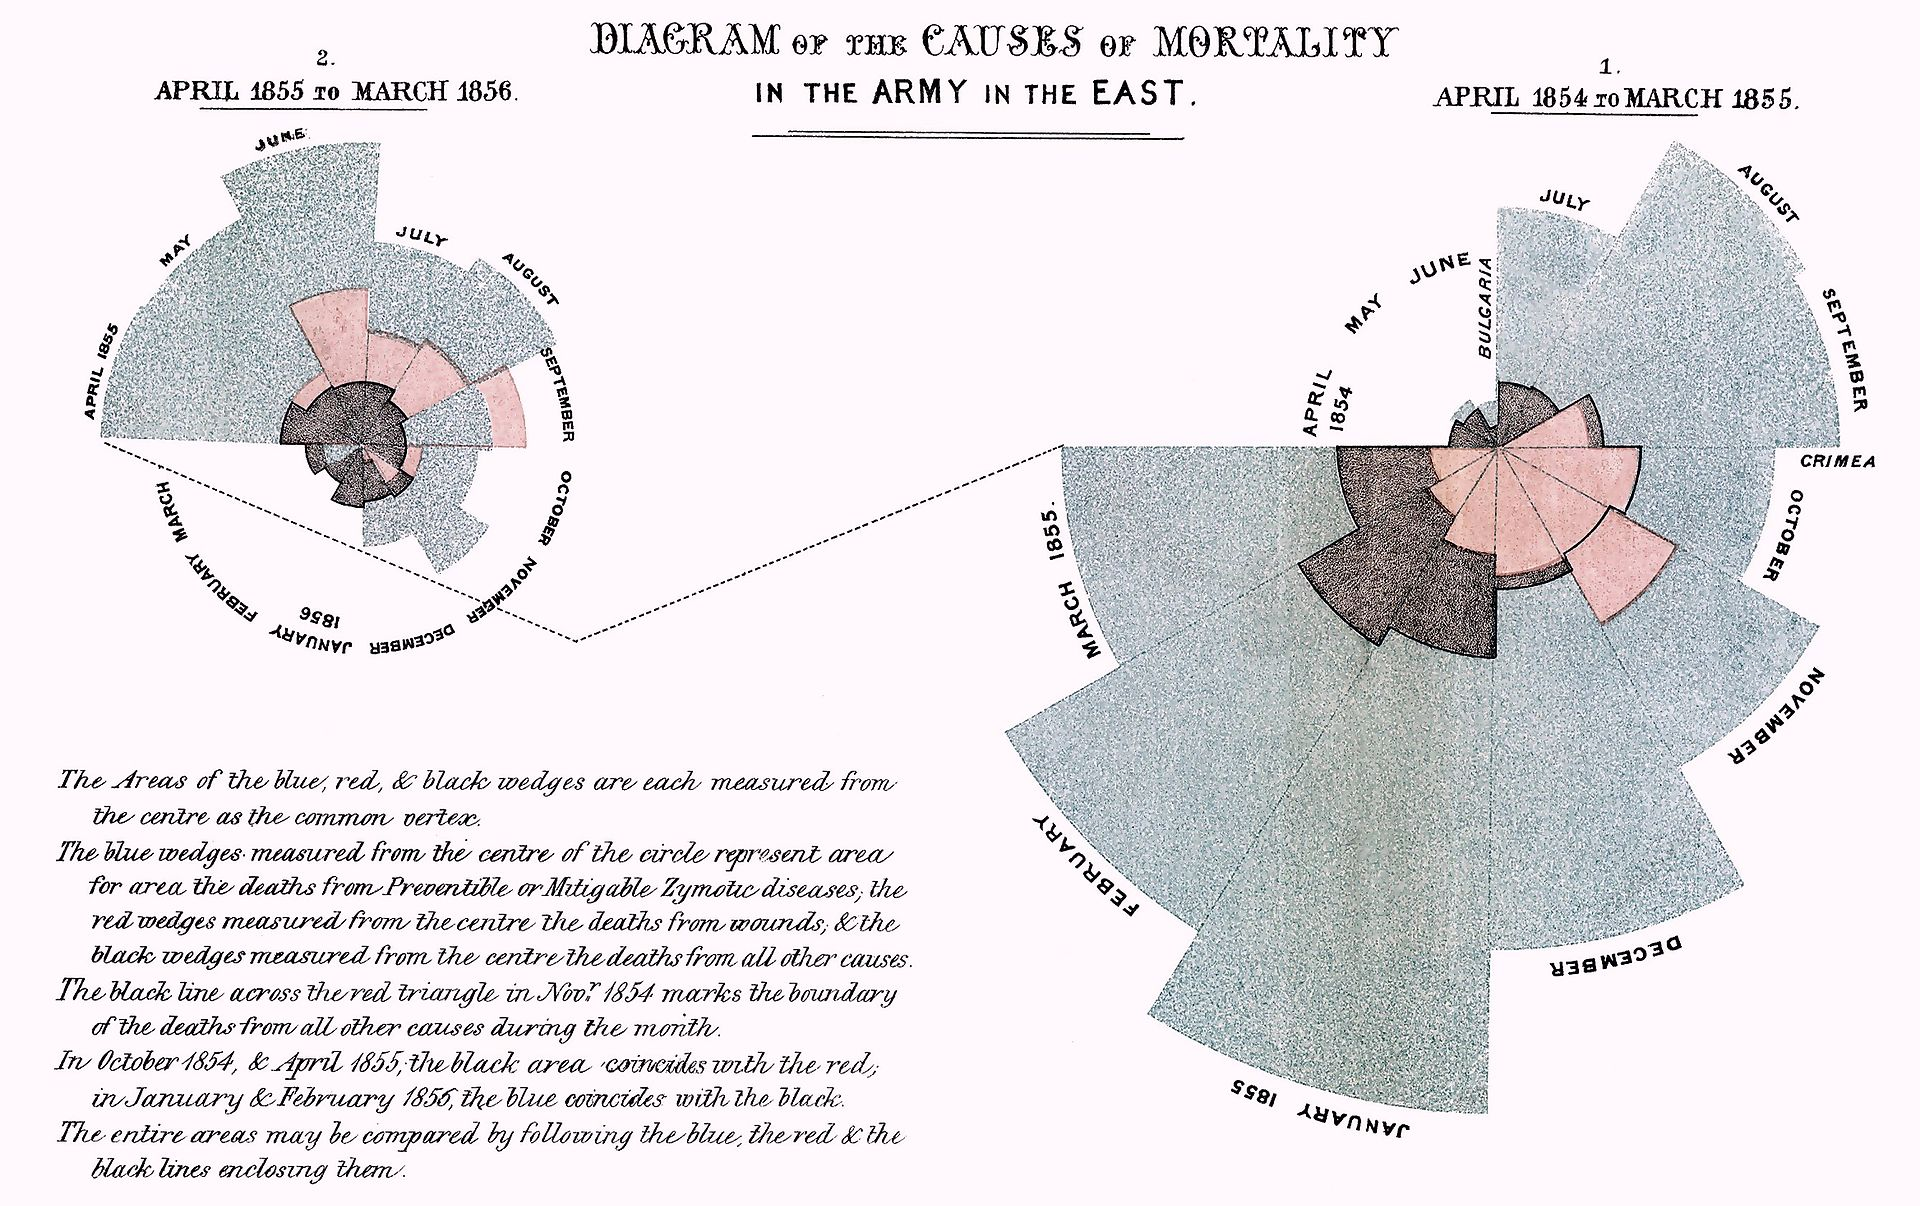 DIAGRAM OF THE CAUSES OF MORTALITY
IN THE ARMY IN THE EAST.
2.
APRIL 1855 TO MARCH 1856.
1.
APRIL 1854 TO MARCH 1855.
APRIL 1855
MAY
JUNE
JULY
AUGUST
SEPTEMBER
OCTOBER
NOVEMBER
DECEMBER
JANUARY
1856
FEBRUARY
MARCH
APRIL
1854
MAY
JUNE
BULGARIA
JULY
AUGUST
SEPTEMBER
CRIMEA
OCTOBER
NOVEMBER
DECEMBER
JANUARY 1855
FEBRUARY
MARCH 1855.
The Areas of the blue, red, & black wedges are each measured from
the centre as the common vertex.
The blue wedges measured from the centre of the circle represent area
for area the deaths from Preventible or Mitigable Zymotic diseases; the
red wedges measured from the centre the deaths from wounds; & the
black wedges measured from the centre the deaths from all other causes.
The black line across the red triangle in Novr. 1854 marks the boundary
of the deaths from all other causes during the month.
In October 1854, & April 1855, the black area coincides with the red;
in January & February 1856, the blue coincides with the black.
The entire areas may be compared by following the blue, the red & the
black lines enclosing them.